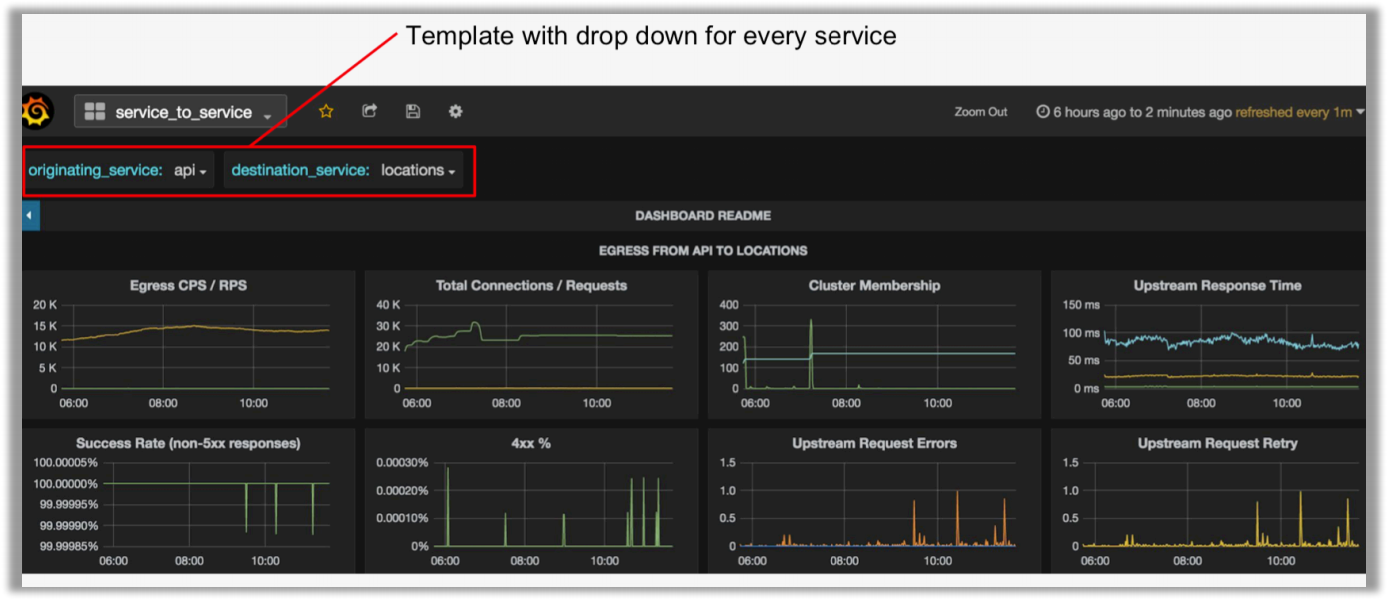 Template with drop down for every service
service_to_service
Zoom Out
6 hours ago to 2 minutes ago refreshed every 1m
originating_service: api
destination_service: locations
DASHBOARD README
EGRESS FROM API TO LOCATIONS
Egress CPS / RPS
20 K
15 K
10 K
5 K
0
06:00 08:00 10:00
Total Connections / Requests
40 K
30 K
20 K
10 K
0
06:00 08:00 10:00
Cluster Membership
400
300
200
100
0
06:00 08:00 10:00
Upstream Response Time
150 ms
100 ms
50 ms
0 ms
06:00 08:00 10:00
Success Rate (non-5xx responses)
100.00005%
100.00000%
99.99995%
99.99990%
99.99985%
06:00 08:00 10:00
4xx %
0.00030%
0.00020%
0.00010%
0%
06:00 08:00 10:00
Upstream Request Errors
1.5
1.0
0.5
0
06:00 08:00 10:00
Upstream Request Retry
1.5
1.0
0.5
0
06:00 08:00 10:00